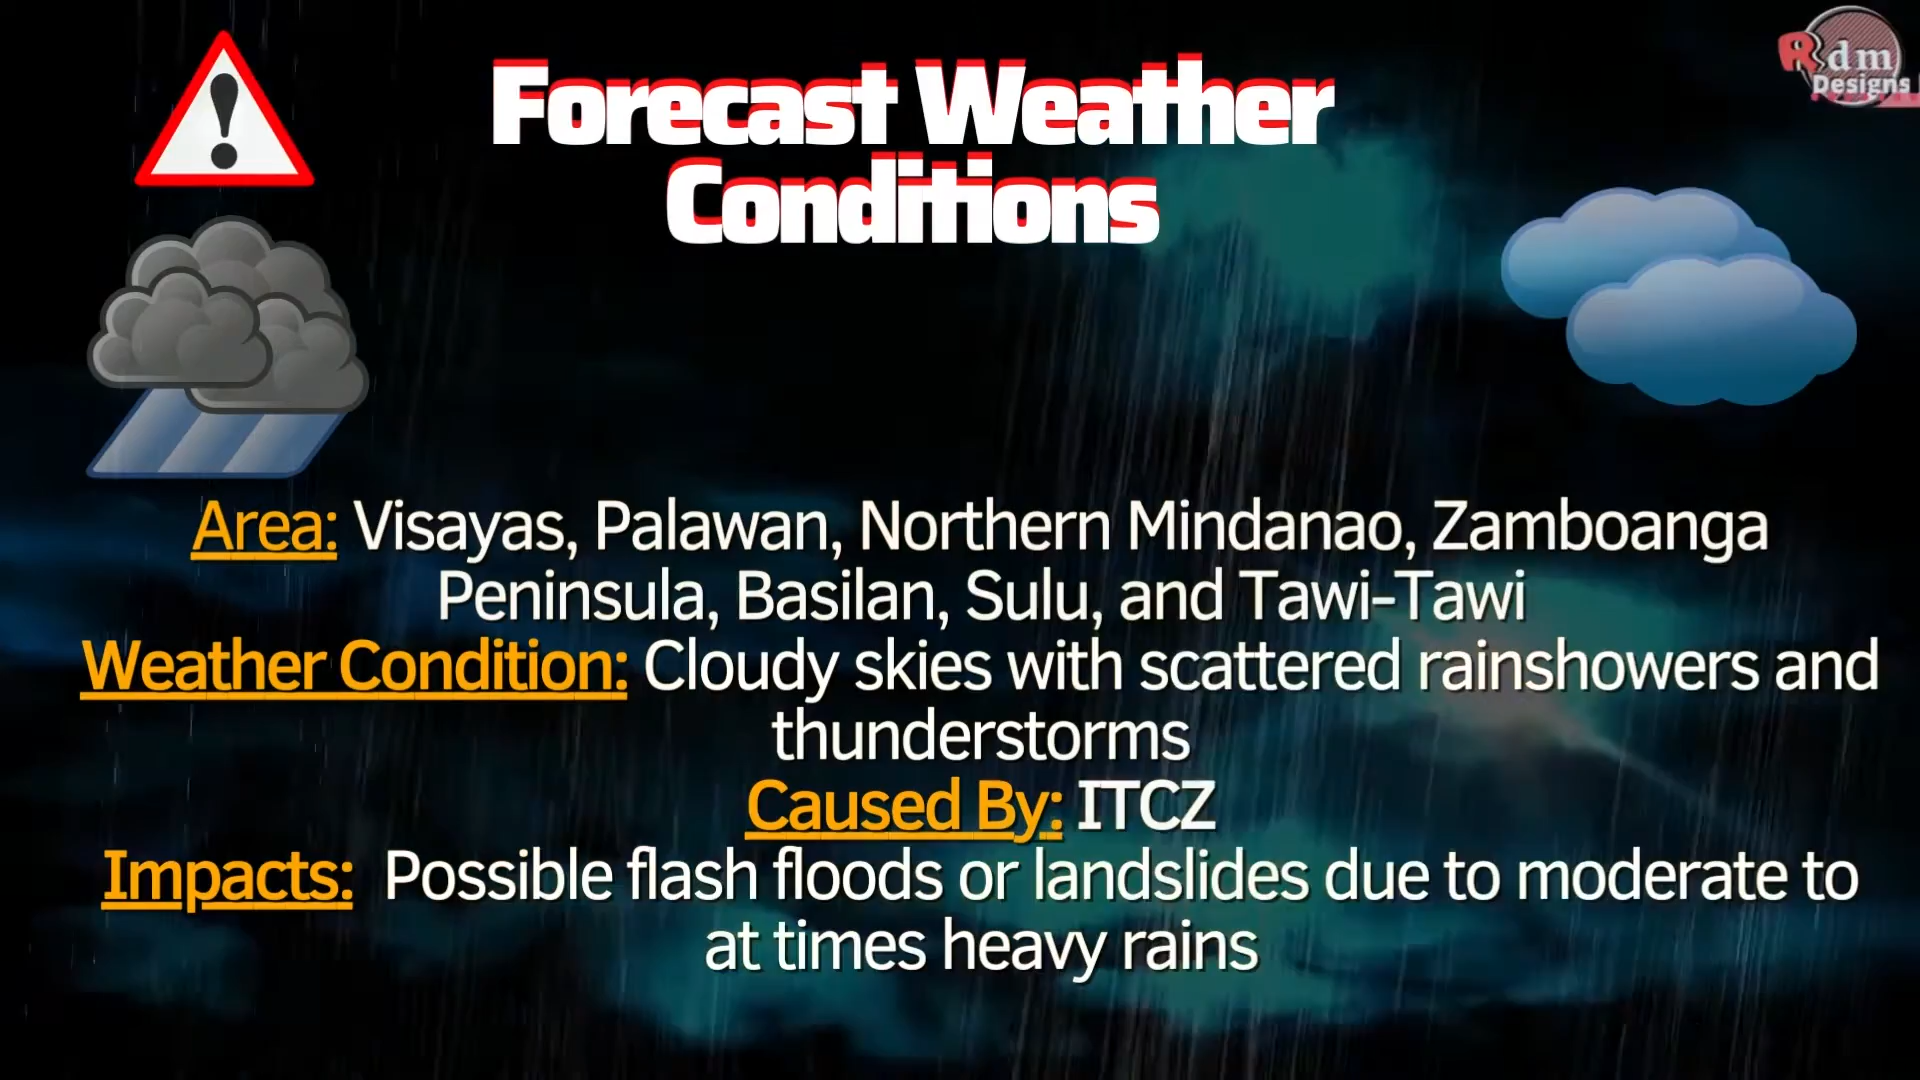 Rdm
Designs
Forecast Weather
Conditions
Area: Visayas, Palawan, Northern Mindanao, Zamboanga
Peninsula, Basilan, Sulu, and Tawi-Tawi
Weather Condition: Cloudy skies with scattered rainshowers and
thunderstorms
Caused By: ITCZ
Impacts: Possible flash floods or landslides due to moderate to
at times heavy rains